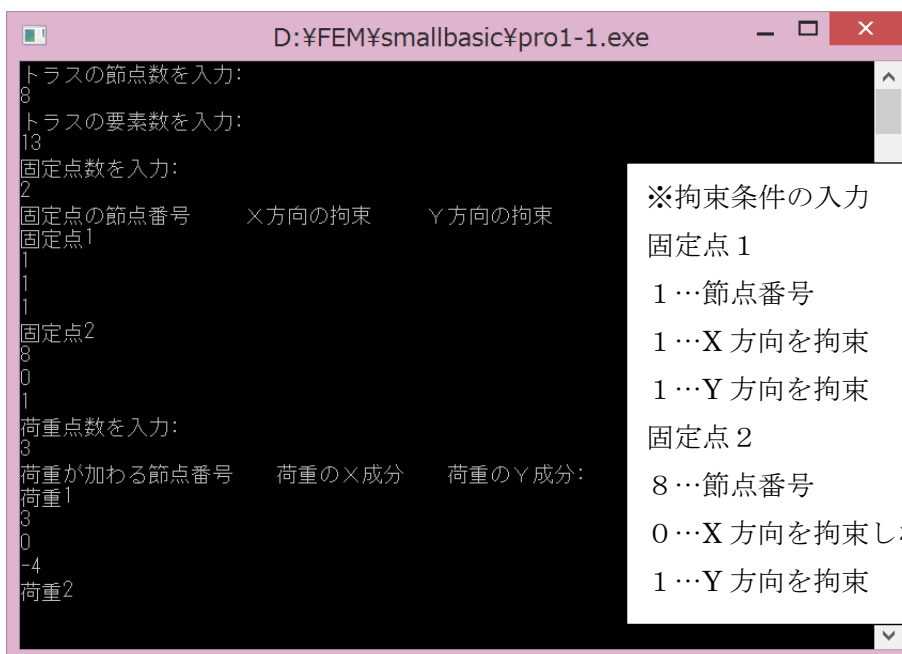 D:¥FEM¥smallbasic¥pro1-1.exe
トラスの節点数を入力:
8
トラスの要素数を入力:
13
固定点数を入力:
2
固定点の節点番号 X方向の拘束 Y方向の拘束
固定点1
1
1
1
固定点2
8
0
1
荷重点数を入力:
3
荷重が加わる節点番号 荷重のX成分 荷重のY成分:
荷重1
3
0
-4
荷重2
※拘束条件の入力
固定点1
1…節点番号
1…X方向を拘束
1…Y方向を拘束
固定点2
8…節点番号
0…X方向を拘束し
1…Y方向を拘束